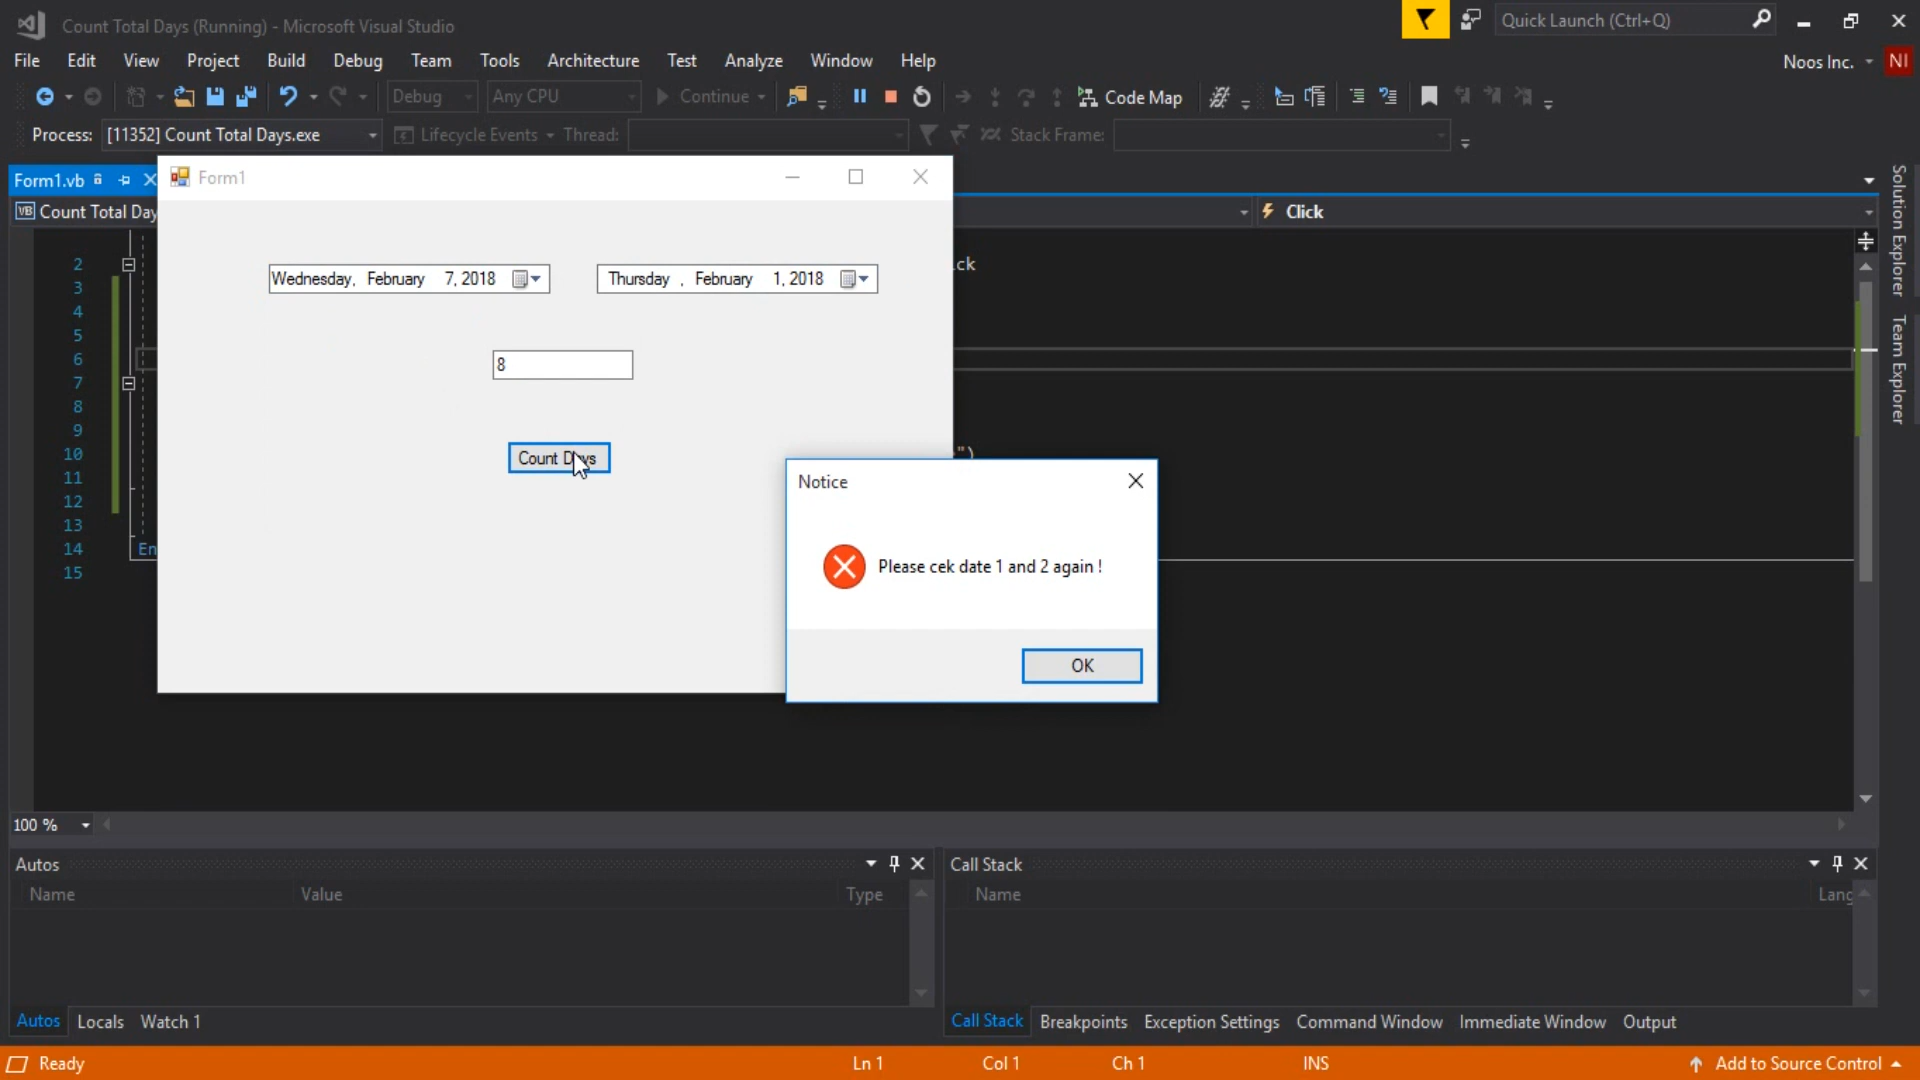 Count Total Days (Running) - Microsoft Visual Studio
Quick Launch (Ctrl+Q)
File Edit View Project Build Debug Team Tools Architecture Test Analyze Window Help
Noos Inc. NI
Debug Any CPU Continue Code Map
Process: [11352] Count Total Days.exe Lifecycle Events Thread: Stack Frame:
Form1.vb
Form1
VB Count Total Day
Click
Solution Explorer
Team Explorer
Wednesday, February 7, 2018
Thursday , February 1, 2018
8
Count Days
ck
")
2
3
4
5
6
7
8
9
10
11
12
13
14 En
15
Notice
Please cek date 1 and 2 again !
OK
100 %
Autos
Name Value Type
Call Stack
Name Lang
Autos Locals Watch 1
Call Stack Breakpoints Exception Settings Command Window Immediate Window Output
Ready Ln 1 Col 1 Ch 1 INS Add to Source Control